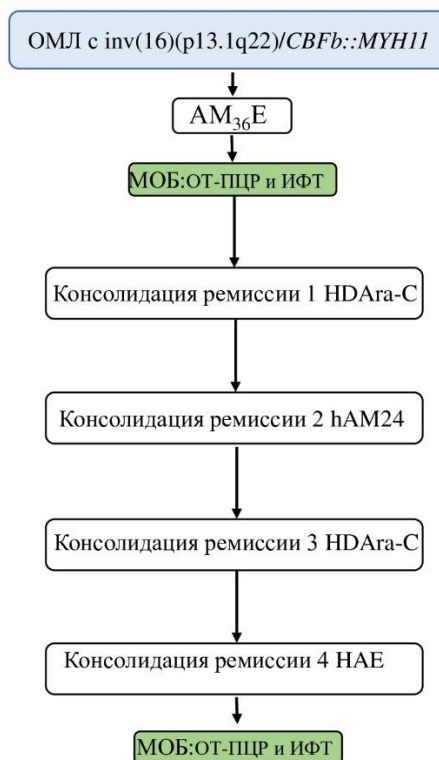 ОМЛ с inv(16)(p13.1q22)/CBFb::MYH11
AM₃₆E
МОБ:ОТ-ПЦР и ИФТ
Консолидация ремиссии 1 HDAra-C
Консолидация ремиссии 2 hAM24
Консолидация ремиссии 3 HDAra-C
Консолидация ремиссии 4 HAE
МОБ:ОТ-ПЦР и ИФТ